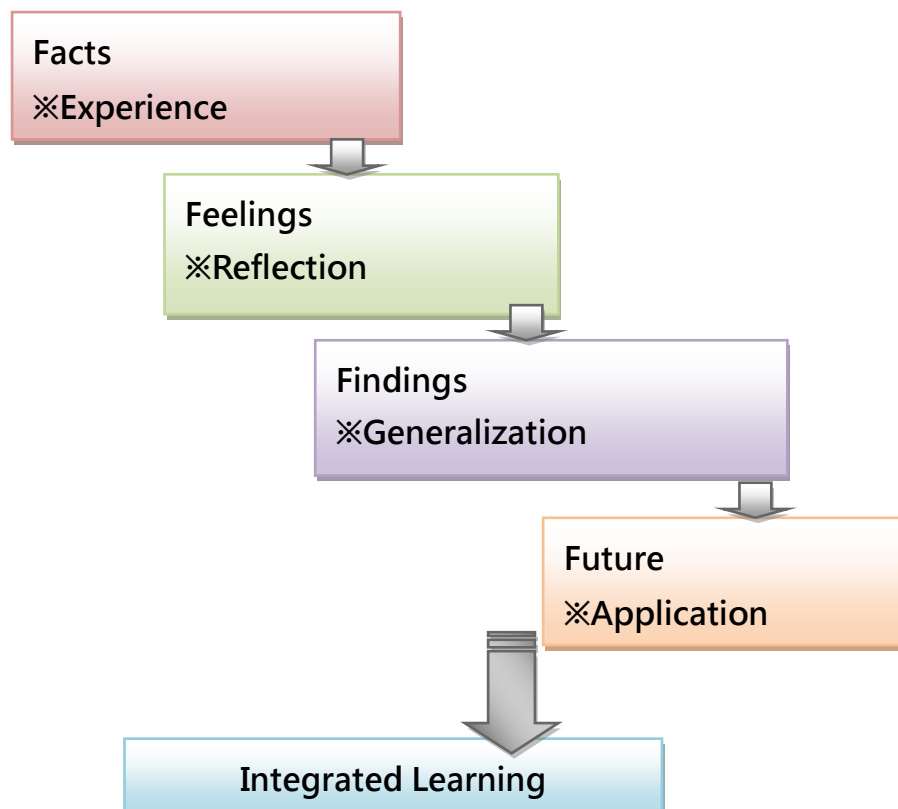 Facts
※Experience
Feelings
※Reflection
Findings
※Generalization
Future
※Application
Integrated Learning